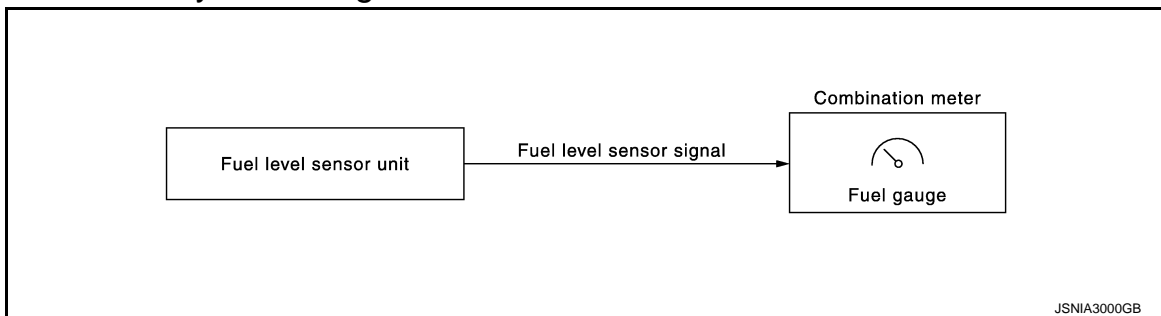 Combination meter
Fuel level sensor unit
Fuel level sensor signal
Fuel gauge
JSNIA3000GB